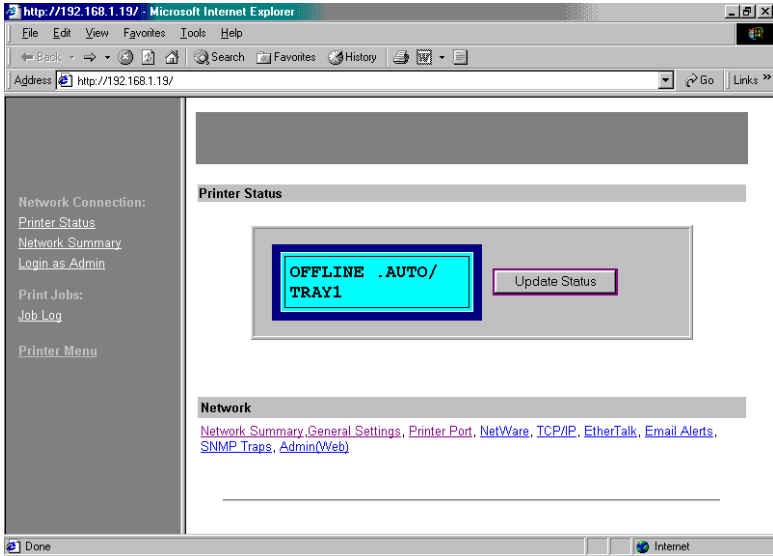 http://192.168.1.19/ - Microsoft Internet Explorer
File Edit View Favorites Tools Help
Back Search Favorites History
Address http://192.168.1.19/ Go Links »
Network Connection:
Printer Status
Network Summary
Login as Admin
Print Jobs:
Job Log
Printer Menu
Printer Status
OFFLINE .AUTO/
TRAY1
Update Status
Network
Network Summary,General Settings, Printer Port, NetWare, TCP/IP, EtherTalk, Email Alerts,
SNMP Traps, Admin(Web)
Done Internet